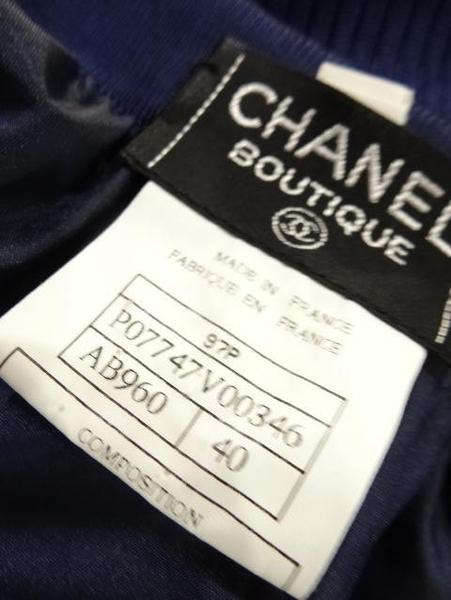 CHANEL
BOUTIQUE
MADE IN FRANCE
FABRIQUE EN FRANCE
97P
P07747V00346
AB960 40
COMPOSITION